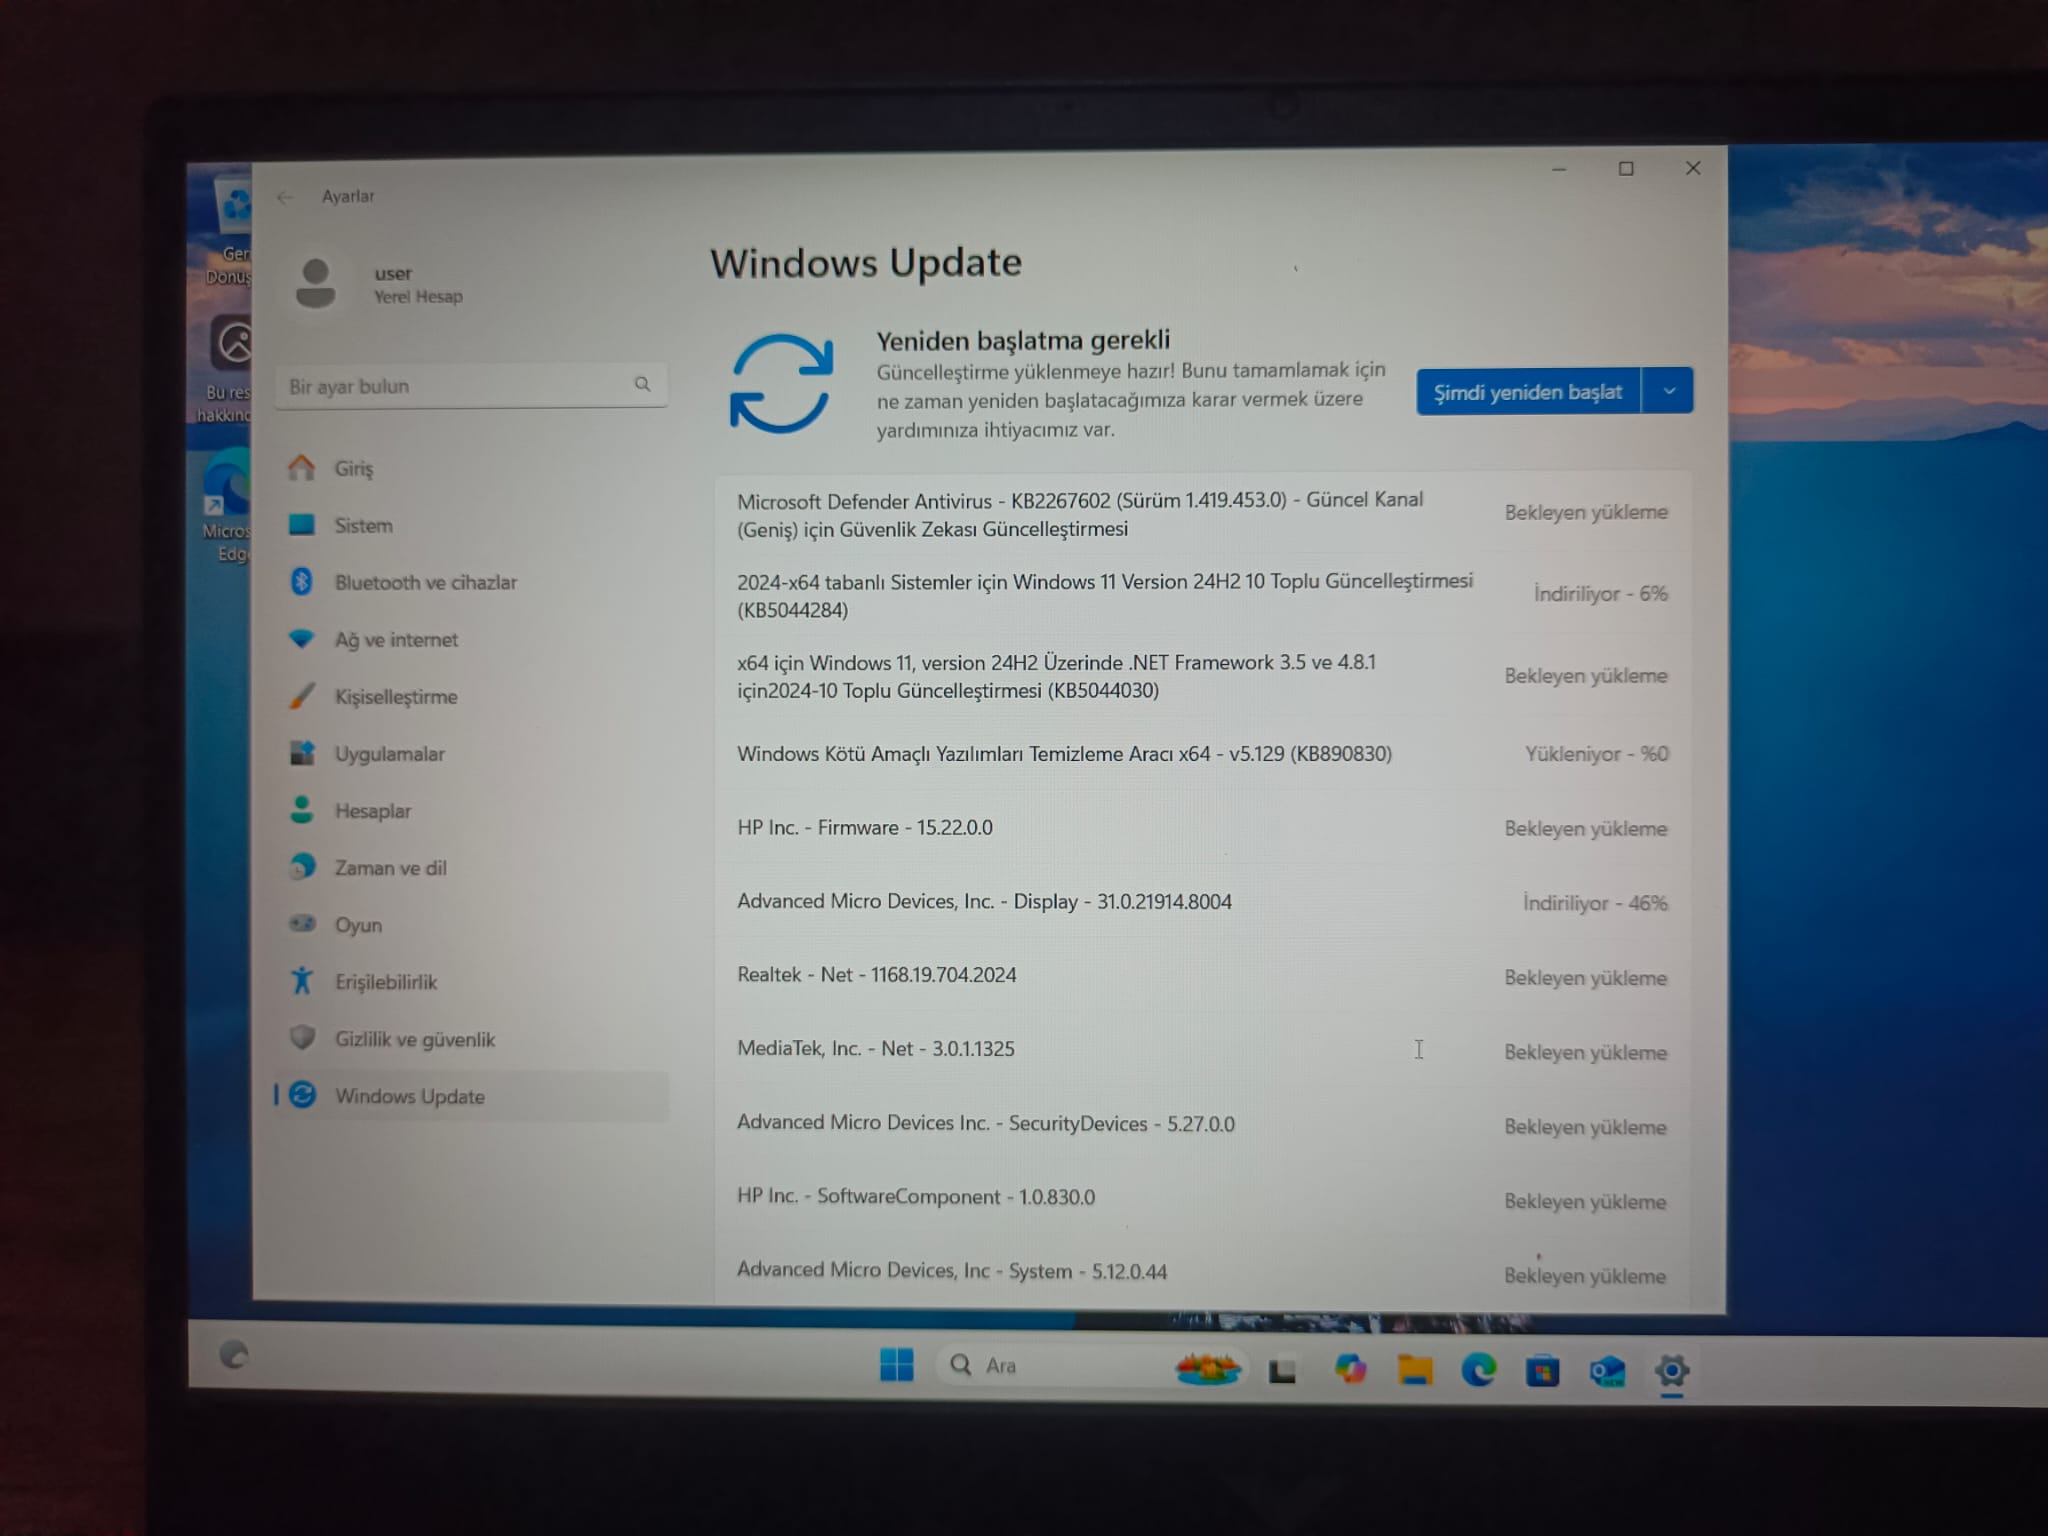 Ayarlar
user
Yerel Hesap
Bir ayar bulun
Giriş
Sistem
Bluetooth ve cihazlar
Ağ ve internet
Kişiselleştirme
Uygulamalar
Hesaplar
Zaman ve dil
Oyun
Erişilebilirlik
Gizlilik ve güvenlik
Windows Update
Windows Update
Yeniden başlatma gerekli
Güncelleştirme yüklenmeye hazır! Bunu tamamlamak için
ne zaman yeniden başlatacağımıza karar vermek üzere
yardımınıza ihtiyacımız var.
Şimdi yeniden başlat
Microsoft Defender Antivirus - KB2267602 (Sürüm 1.419.453.0) - Güncel Kanal
(Geniş) için Güvenlik Zekası Güncelleştirmesi
Bekleyen yükleme
2024-x64 tabanlı Sistemler için Windows 11 Version 24H2 10 Toplu Güncelleştirmesi
(KB5044284)
İndiriliyor - 6%
x64 için Windows 11, version 24H2 Üzerinde .NET Framework 3.5 ve 4.8.1
için2024-10 Toplu Güncelleştirmesi (KB5044030)
Bekleyen yükleme
Windows Kötü Amaçlı Yazılımları Temizleme Aracı x64 - v5.129 (KB890830)
Yükleniyor - %0
HP Inc. - Firmware - 15.22.0.0
Bekleyen yükleme
Advanced Micro Devices, Inc. - Display - 31.0.21914.8004
İndiriliyor - 46%
Realtek - Net - 1168.19.704.2024
Bekleyen yükleme
MediaTek, Inc. - Net - 3.0.1.1325
Bekleyen yükleme
Advanced Micro Devices Inc. - SecurityDevices - 5.27.0.0
Bekleyen yükleme
HP Inc. - SoftwareComponent - 1.0.830.0
Bekleyen yükleme
Advanced Micro Devices, Inc - System - 5.12.0.44
Bekleyen yükleme
Ger
Dönüş
Bu res
hakkınd
Micros
Edg
Ara